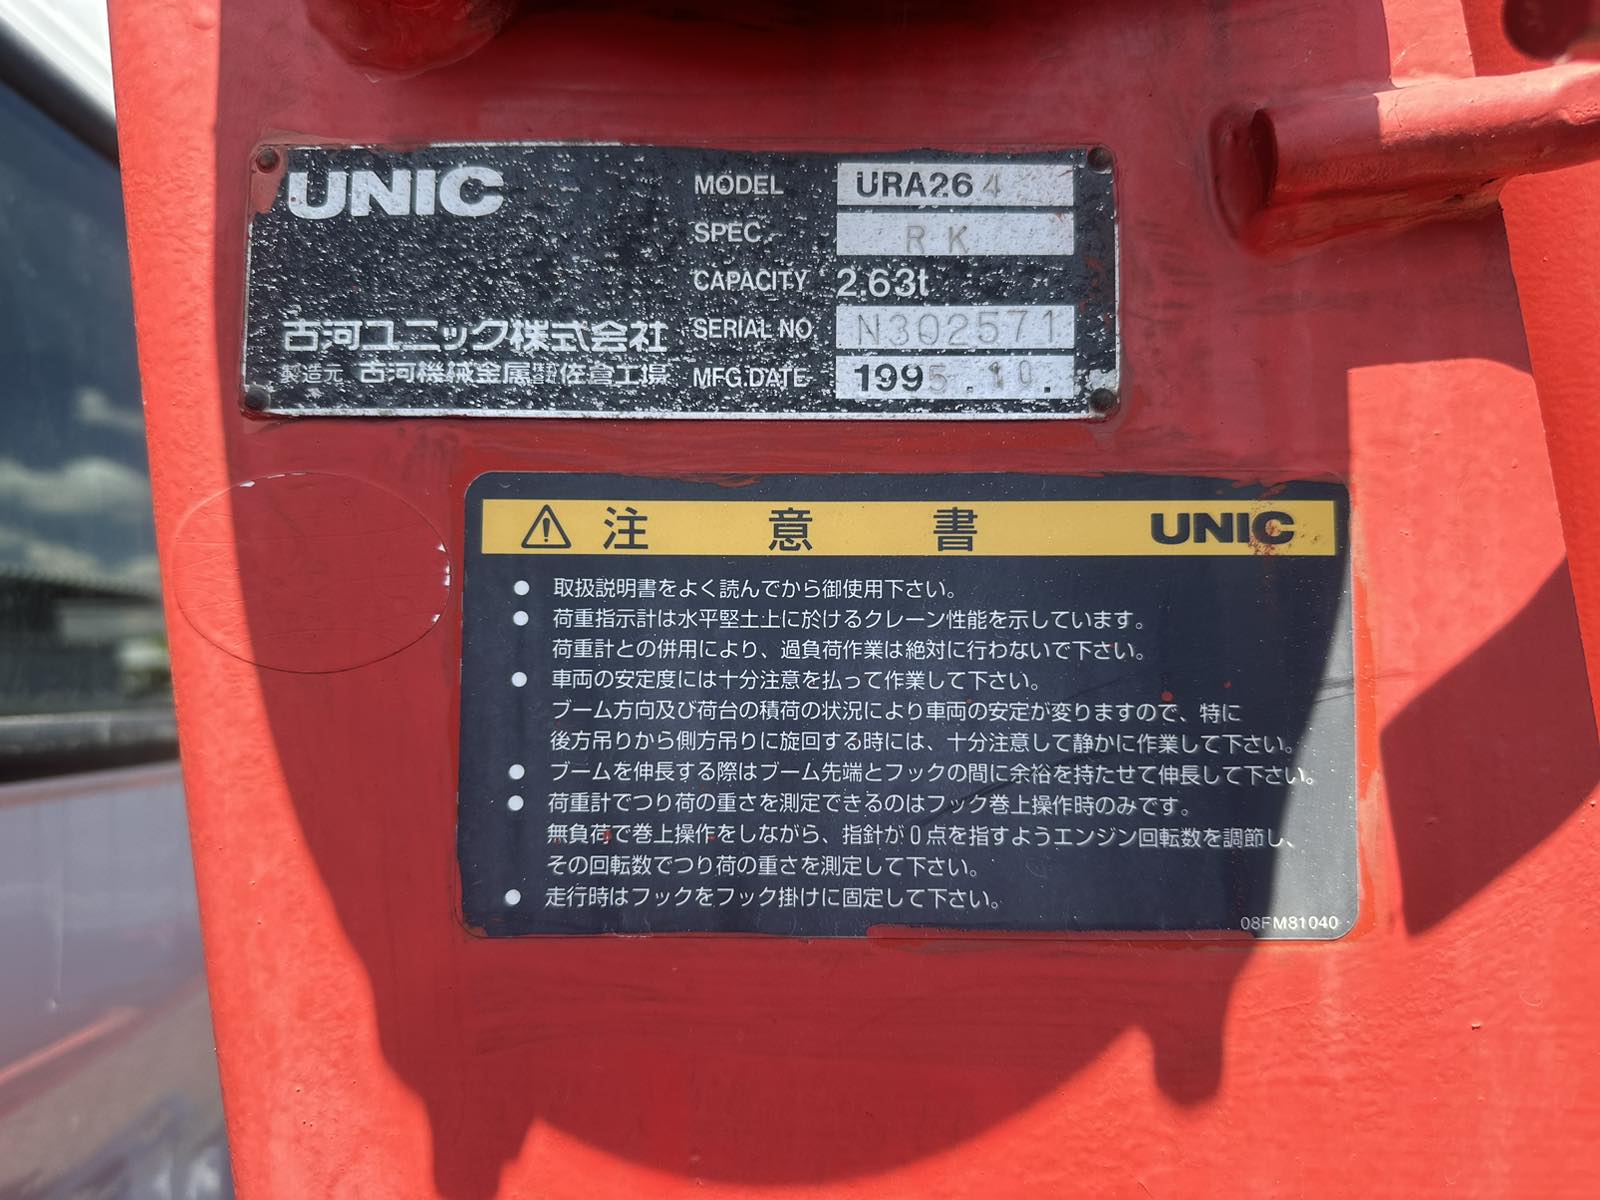 UNIC
MODEL URA264
SPEC. RK
CAPACITY 2.63t
SERIAL NO. N302571
MFG.DATE 1995.10.
古河ユニック株式会社
製造元 古河機械金属株式会社佐倉工場
⚠ 注意書 UNIC
● 取扱説明書をよく読んでから御使用下さい。
● 荷重指示計は水平堅土上に於けるクレーン性能を示しています。
荷重計との併用により、過負荷作業は絶対に行わないで下さい。
● 車両の安定度には十分注意を払って作業して下さい。
ブーム方向及び荷台の積荷の状況により車両の安定が変りますので、特に
後方吊りから側方吊りに旋回する時には、十分注意して静かに作業して下さい。
● ブームを伸長する際はブーム先端とフックの間に余裕を持たせて伸長して下さい。
● 荷重計でつり荷の重さを測定できるのはフック巻上操作時のみです。
無負荷で巻上操作をしながら、指針が0点を指すようエンジン回転数を調節し、
その回転数でつり荷の重さを測定して下さい。
● 走行時はフックをフック掛けに固定して下さい。
08FM81040